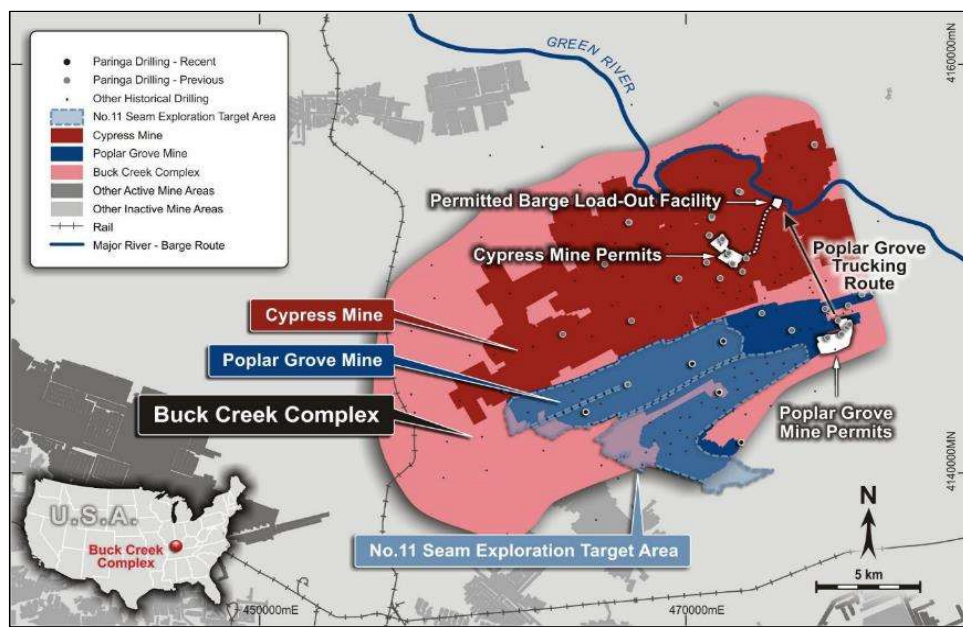 Paringa Drilling - Recent
Paringa Drilling - Previous
Other Historical Drilling
No.11 Seam Exploration Target Area
Cypress Mine
Poplar Grove Mine
Buck Creek Complex
Other Active Mine Areas
Other Inactive Mine Areas
Rail
Major River - Barge Route
GREEN RIVER
4160000mN
Permitted Barge Load-Out Facility
Cypress Mine Permits
Poplar Grove
Trucking
Route
Cypress Mine
Poplar Grove Mine
Buck Creek Complex
Poplar Grove
Mine Permits
4140000MN
No.11 Seam Exploration Target Area
U.S.A.
Buck Creek
Complex
N
5 km
450000mE
470000mE